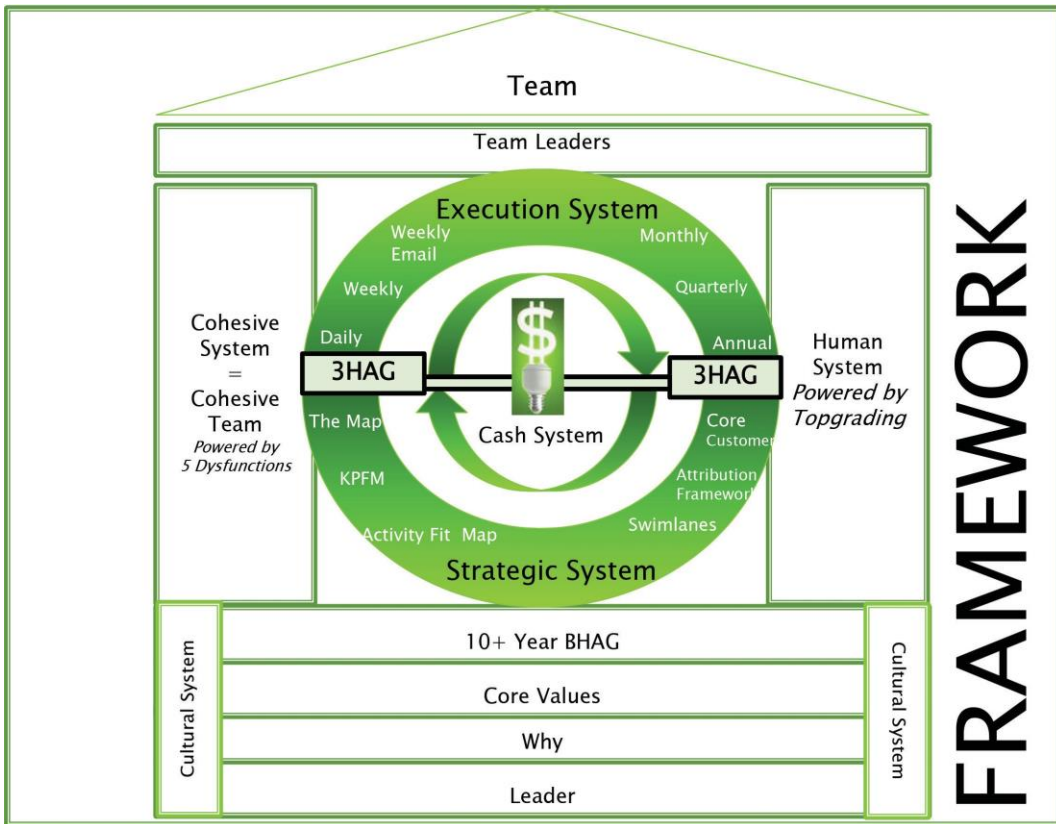 Team
Team Leaders
Execution System
Weekly
Email
Monthly
Weekly
Quarterly
Daily
Annual
3HAG
3HAG
Cohesive
System
=
Cohesive
Team
Powered by
5 Dysfunctions
$
Cash System
Human
System
Powered by
Topgrading
The Map
Core
Customer
KPFM
Attribution
Framework
Activity Fit Map
Swimlanes
Strategic System
Cultural System
10+ Year BHAG
Core Values
Why
Leader
Cultural System
FRAMEWORK